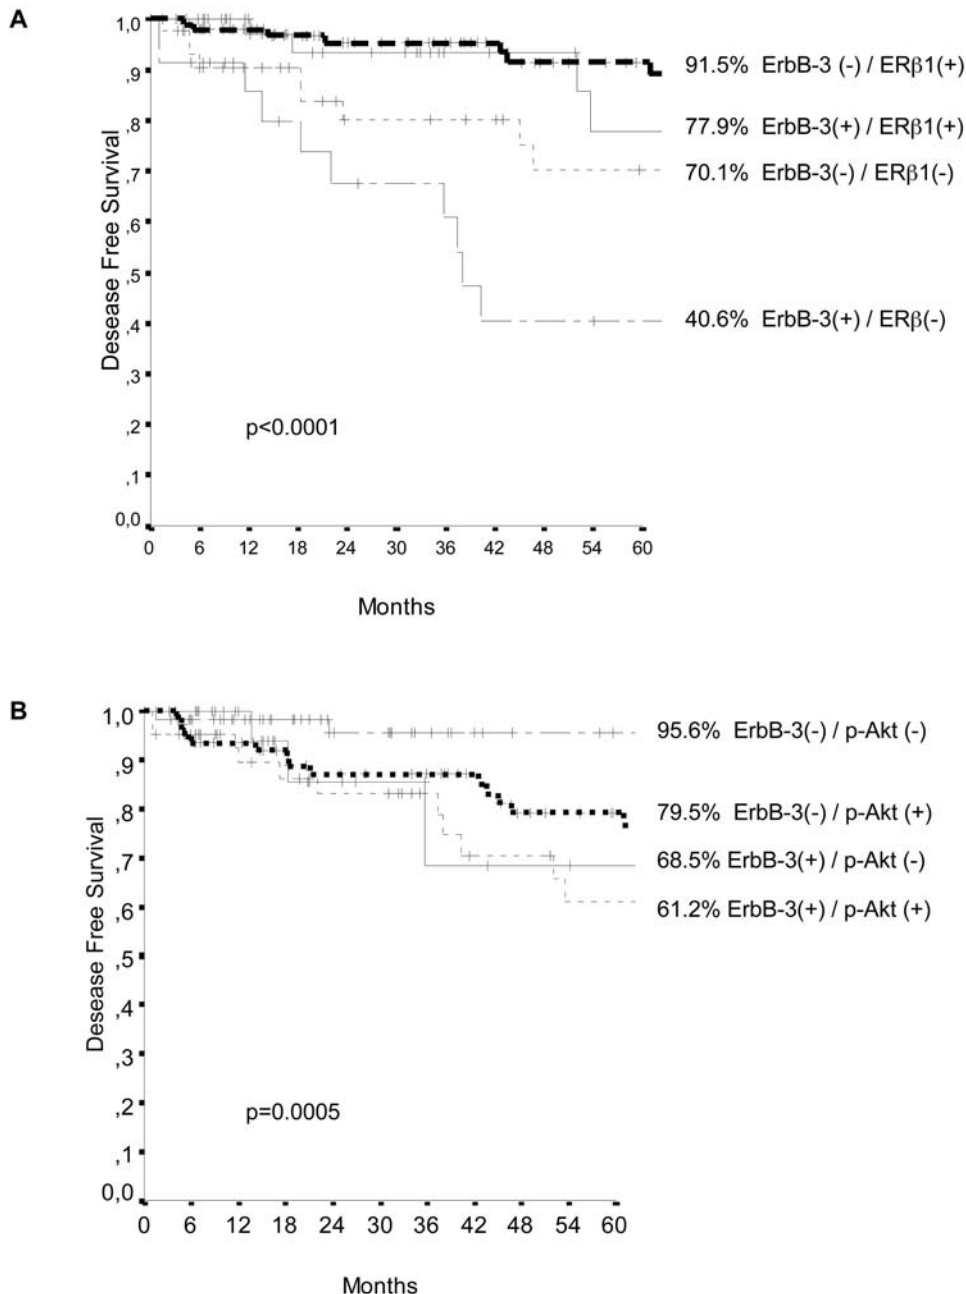 A
Desease Free Survival
1,0
,9
,8
,7
,6
,5
,4
,3
,2
,1
0,0
91.5% ErbB-3 (-) / ERβ1(+)
77.9% ErbB-3(+) / ERβ1(+)
70.1% ErbB-3(-) / ERβ1(-)
40.6% ErbB-3(+) / ERβ(-)
p<0.0001
0 6 12 18 24 30 36 42 48 54 60
Months
B
Desease Free Survival
1,0
,9
,8
,7
,6
,5
,4
,3
,2
,1
0,0
95.6% ErbB-3(-) / p-Akt (-)
79.5% ErbB-3(-) / p-Akt (+)
68.5% ErbB-3(+) / p-Akt (-)
61.2% ErbB-3(+) / p-Akt (+)
p=0.0005
0 6 12 18 24 30 36 42 48 54 60
Months